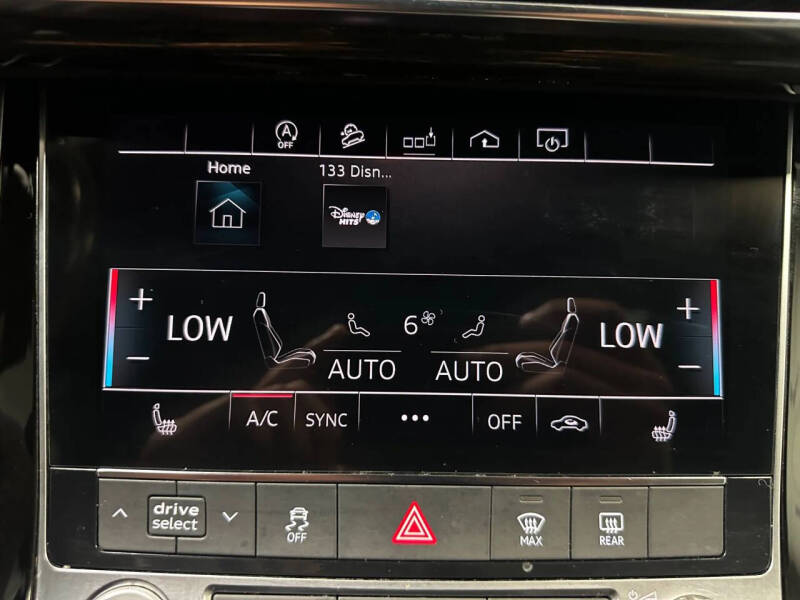 A
OFF
Home
133 Disn...
Disney
HITS
+
LOW
−
6
AUTO
AUTO
+
LOW
−
A/C
SYNC
...
OFF
drive
select
OFF
MAX
REAR